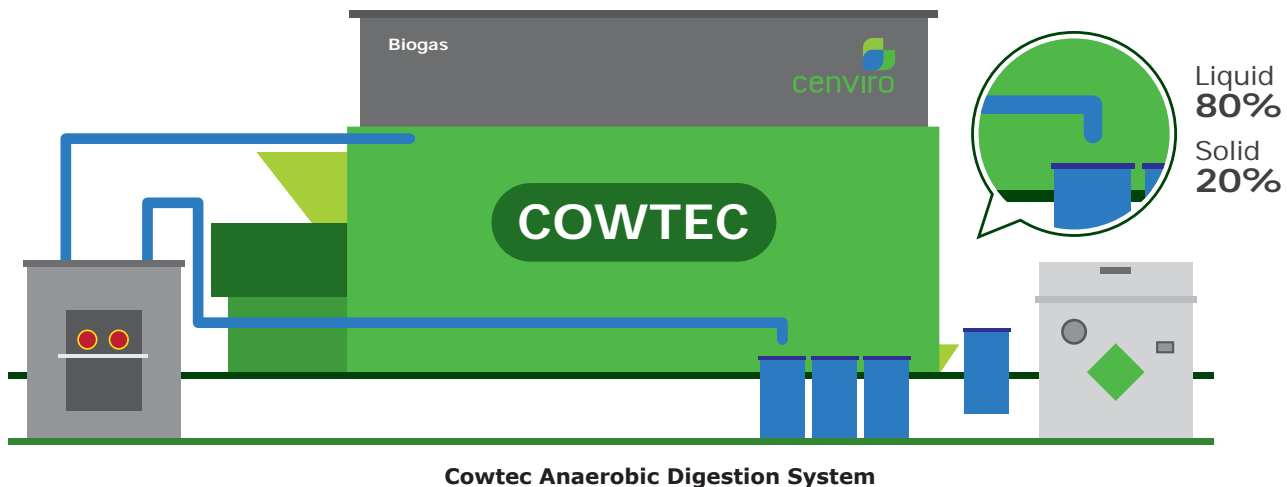 Biogas
cenviro
COWTEC
Liquid
80%
Solid
20%
Cowtec Anaerobic Digestion System